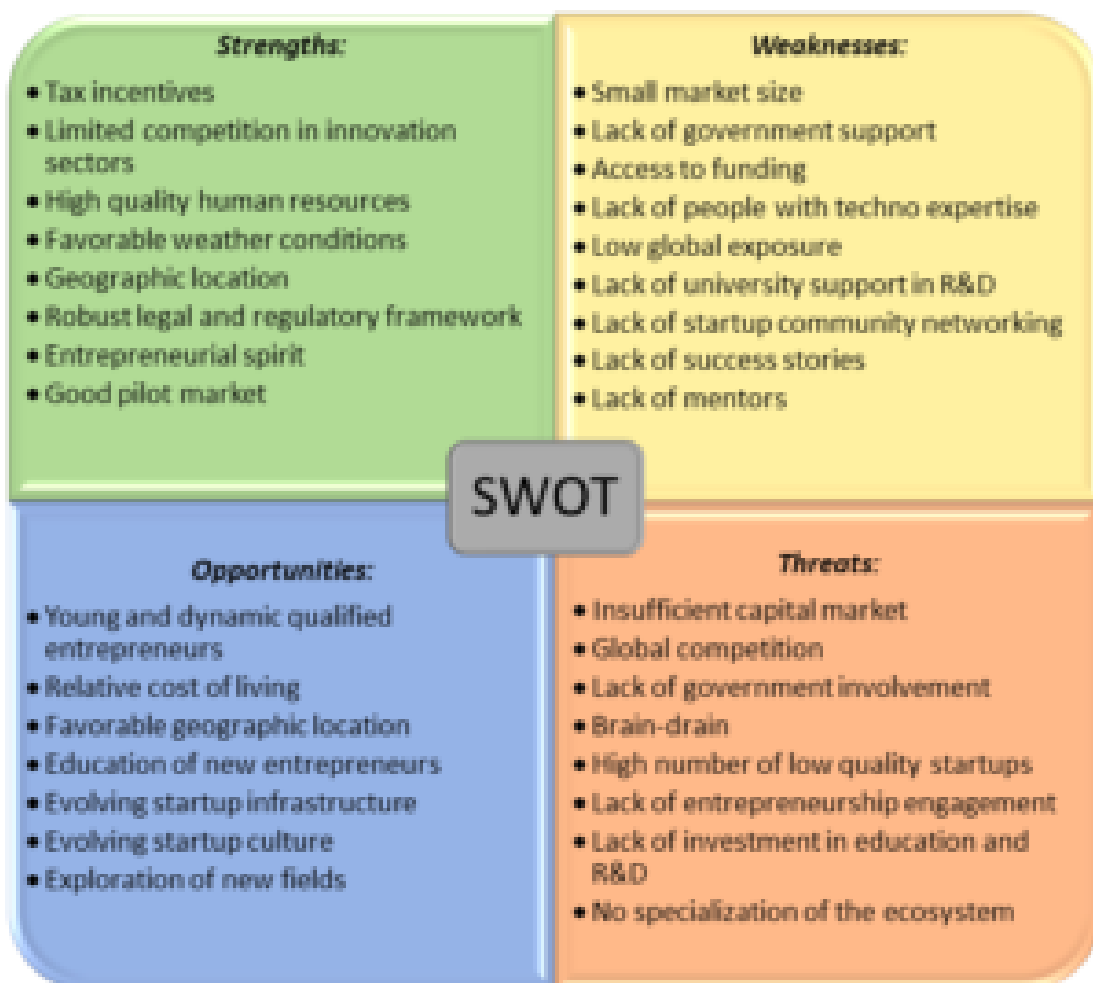 Strengths:
• Tax incentives
• Limited competition in innovation
sectors
• High quality human resources
• Favorable weather conditions
• Geographic location
• Robust legal and regulatory framework
• Entrepreneurial spirit
• Good pilot market
Weaknesses:
• Small market size
• Lack of government support
• Access to funding
• Lack of people with techno expertise
• Low global exposure
• Lack of university support in R&D
• Lack of startup community networking
• Lack of success stories
• Lack of mentors
SWOT
Opportunities:
• Young and dynamic qualified
entrepreneurs
• Relative cost of living
• Favorable geographic location
• Education of new entrepreneurs
• Evolving startup infrastructure
• Evolving startup culture
• Exploration of new fields
Threats:
• Insufficient capital market
• Global competition
• Lack of government involvement
• Brain-drain
• High number of low quality startups
• Lack of entrepreneurship engagement
• Lack of investment in education and
R&D
• No specialization of the ecosystem